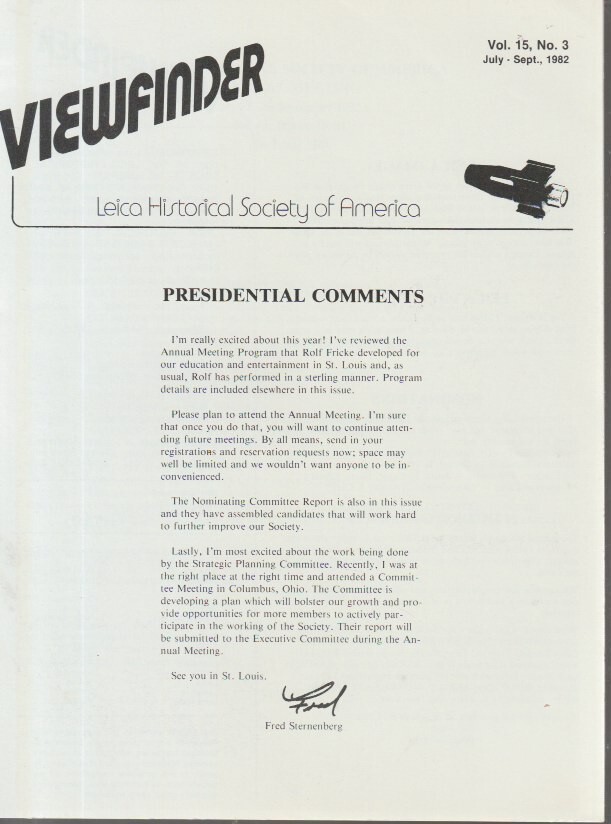 Vol. 15, No. 3
July - Sept., 1982
VIEWFINDER
Leica Historical Society of America
PRESIDENTIAL COMMENTS
I'm really excited about this year! I've reviewed the
Annual Meeting Program that Rolf Fricke developed for
our education and entertainment in St. Louis and, as
usual, Rolf has performed in a sterling manner. Program
details are included elsewhere in this issue.
Please plan to attend the Annual Meeting. I'm sure
that once you do that, you will want to continue atten-
ding future meetings. By all means, send in your
registrations and reservation requests now; space may
well be limited and we wouldn't want anyone to be in-
convenienced.
The Nominating Committee Report is also in this issue
and they have assembled candidates that will work hard
to further improve our Society.
Lastly, I'm most excited about the work being done
by the Strategic Planning Committee. Recently, I was at
the right place at the right time and attended a Commit-
tee Meeting in Columbus, Ohio. The Committee is
developing a plan which will bolster our growth and pro-
vide opportunities for more members to actively par-
ticipate in the working of the Society. Their report will
be submitted to the Executive Committee during the An-
nual Meeting.
See you in St. Louis.
Fred
Fred Sternenberg